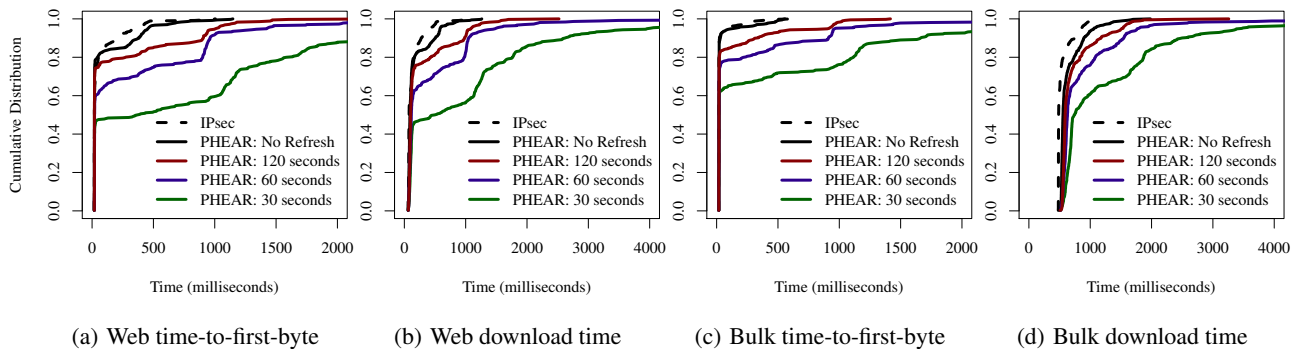 Cumulative Distribution
0.0 0.2 0.4 0.6 0.8 1.0
IPsec
PHEAR: No Refresh
PHEAR: 120 seconds
PHEAR: 60 seconds
PHEAR: 30 seconds
0 500 1000 1500 2000
Time (milliseconds)
(a) Web time-to-first-byte
0.0 0.2 0.4 0.6 0.8 1.0
IPsec
PHEAR: No Refresh
PHEAR: 120 seconds
PHEAR: 60 seconds
PHEAR: 30 seconds
0 1000 2000 3000 4000
Time (milliseconds)
(b) Web download time
0.0 0.2 0.4 0.6 0.8 1.0
IPsec
PHEAR: No Refresh
PHEAR: 120 seconds
PHEAR: 60 seconds
PHEAR: 30 seconds
0 500 1000 1500 2000
Time (milliseconds)
(c) Bulk time-to-first-byte
0.0 0.2 0.4 0.6 0.8 1.0
IPsec
PHEAR: No Refresh
PHEAR: 120 seconds
PHEAR: 60 seconds
PHEAR: 30 seconds
0 1000 2000 3000 4000
Time (milliseconds)
(d) Bulk download time